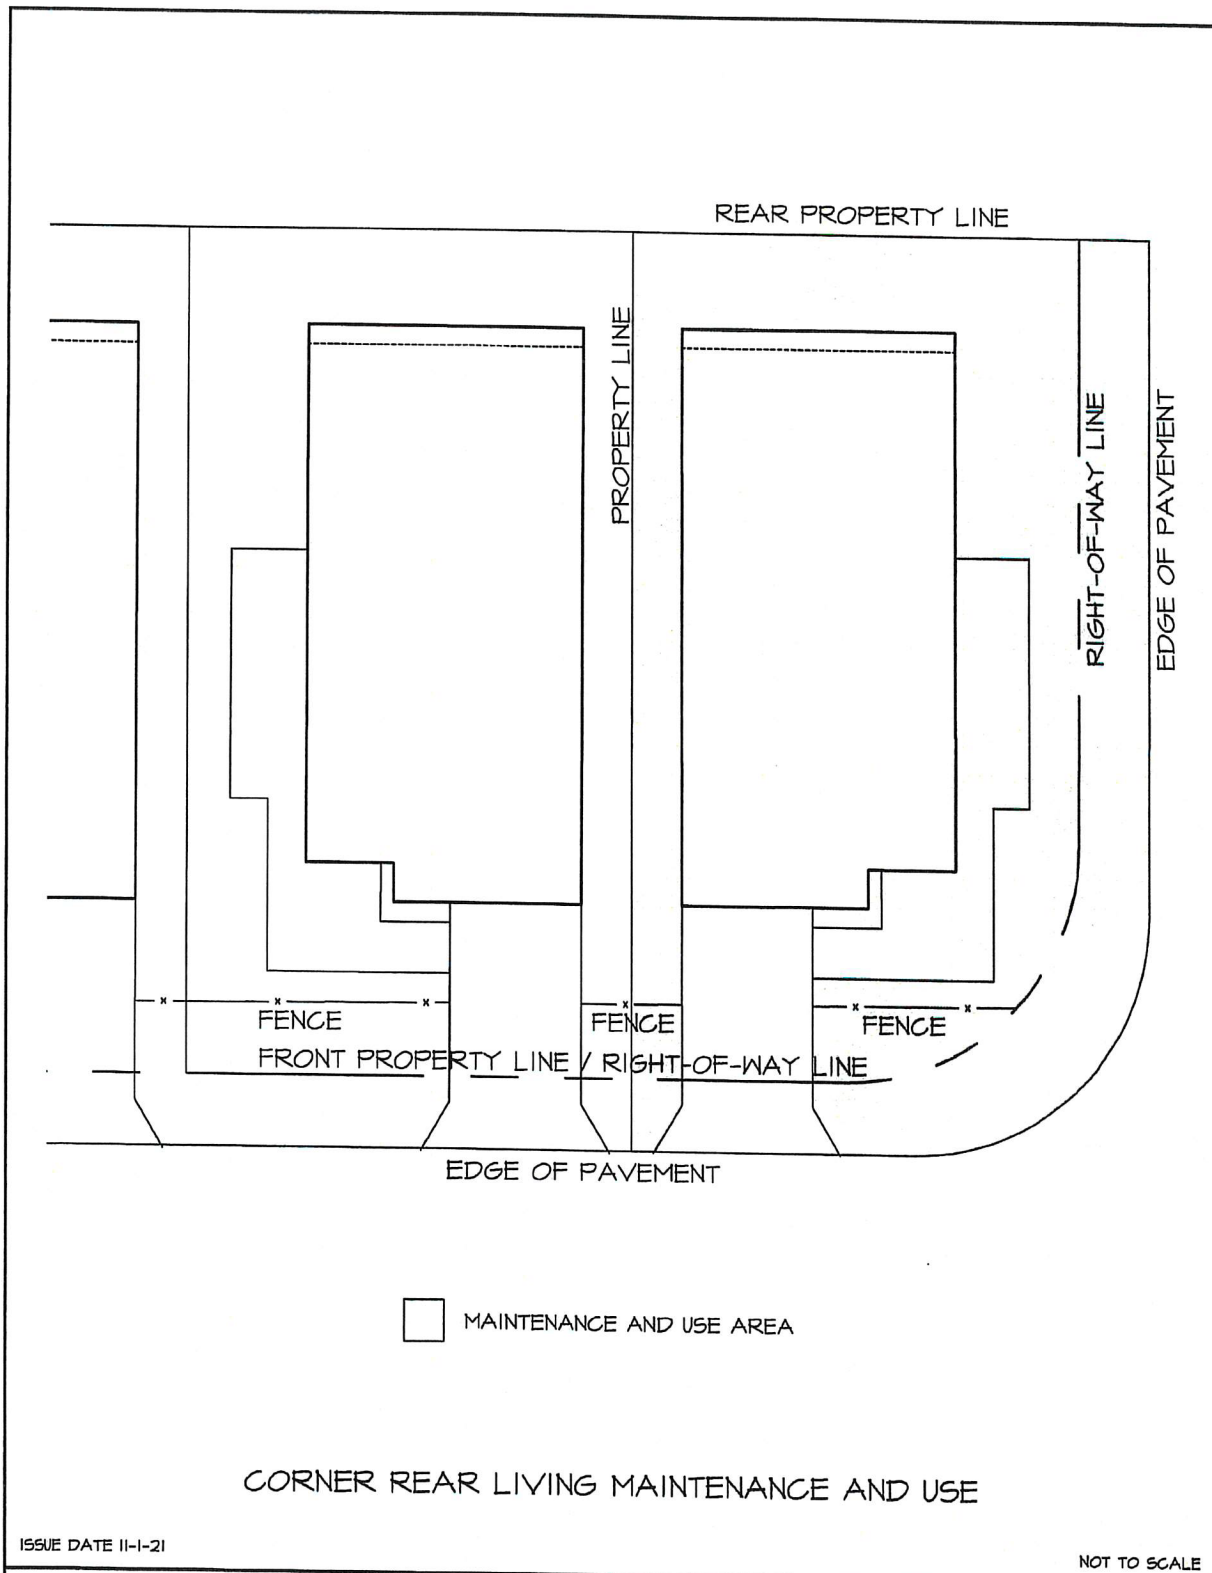 REAR PROPERTY LINE
PROPERTY LINE
RIGHT-OF-WAY LINE
EDGE OF PAVEMENT
x x x x x x
FENCE FENCE FENCE
FRONT PROPERTY LINE / RIGHT-OF-WAY LINE
EDGE OF PAVEMENT
MAINTENANCE AND USE AREA
CORNER REAR LIVING MAINTENANCE AND USE
ISSUE DATE 11-1-21
NOT TO SCALE